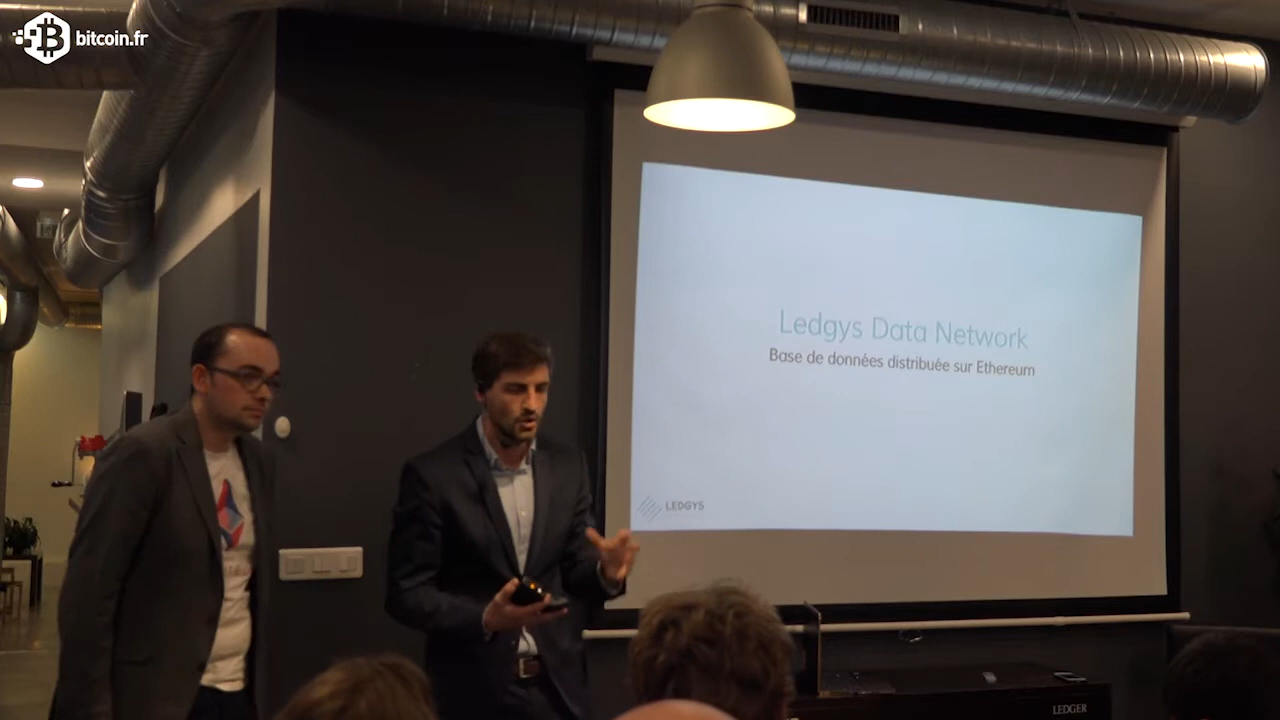 bitcoin.fr
Ledgys Data Network
Base de données distribuée sur Ethereum
LEDGYS
LEDGER